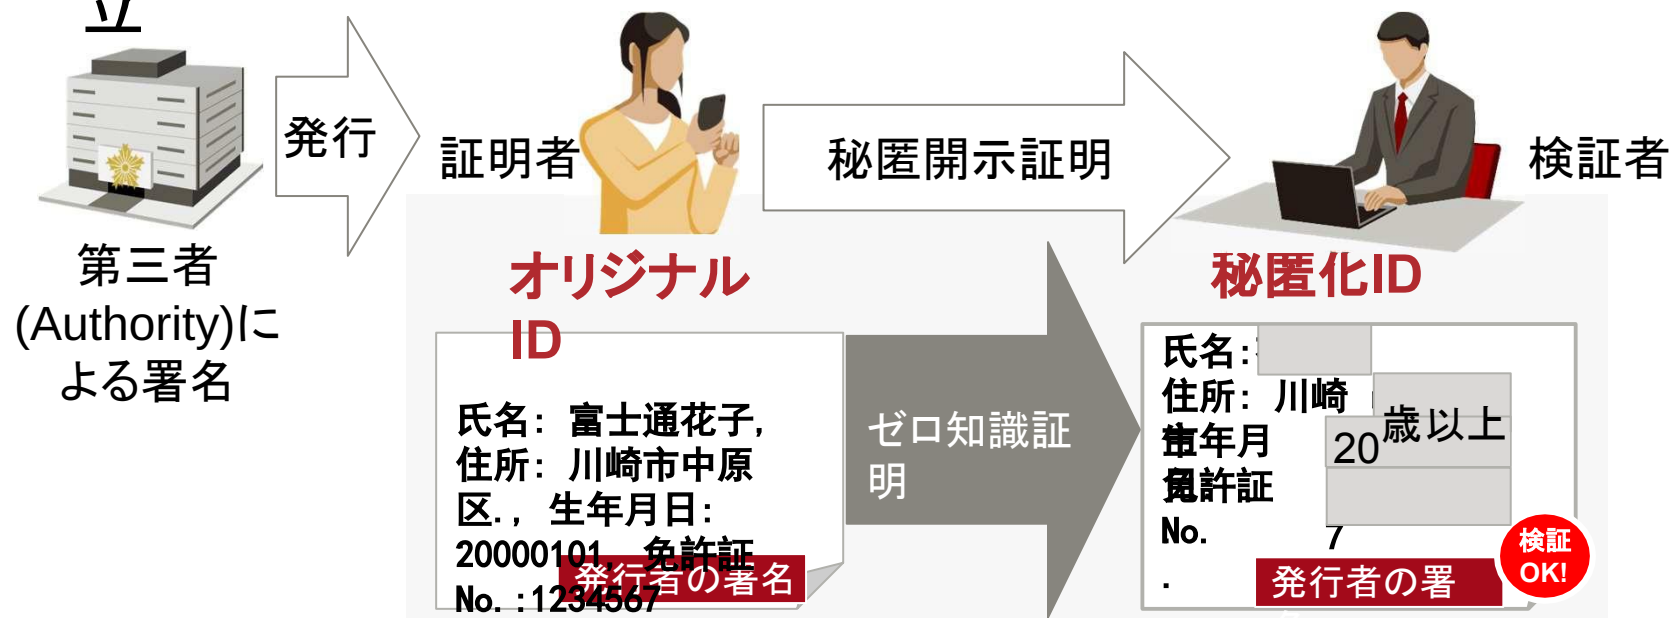 立
発行
証明者
秘匿開示証明
検証者
第三者
(Authority)に
よる署名
オリジナル
ID
氏名: 富士通花子,
住所: 川崎市中原
区., 生年月日:
20000101, 免許証
No.:1234567
発行者の署名
ゼロ知識証
明
秘匿化ID
氏名:
住所: 川崎
年月
20歳以上
許証
No.
7
.
発行者の署
検証
OK!